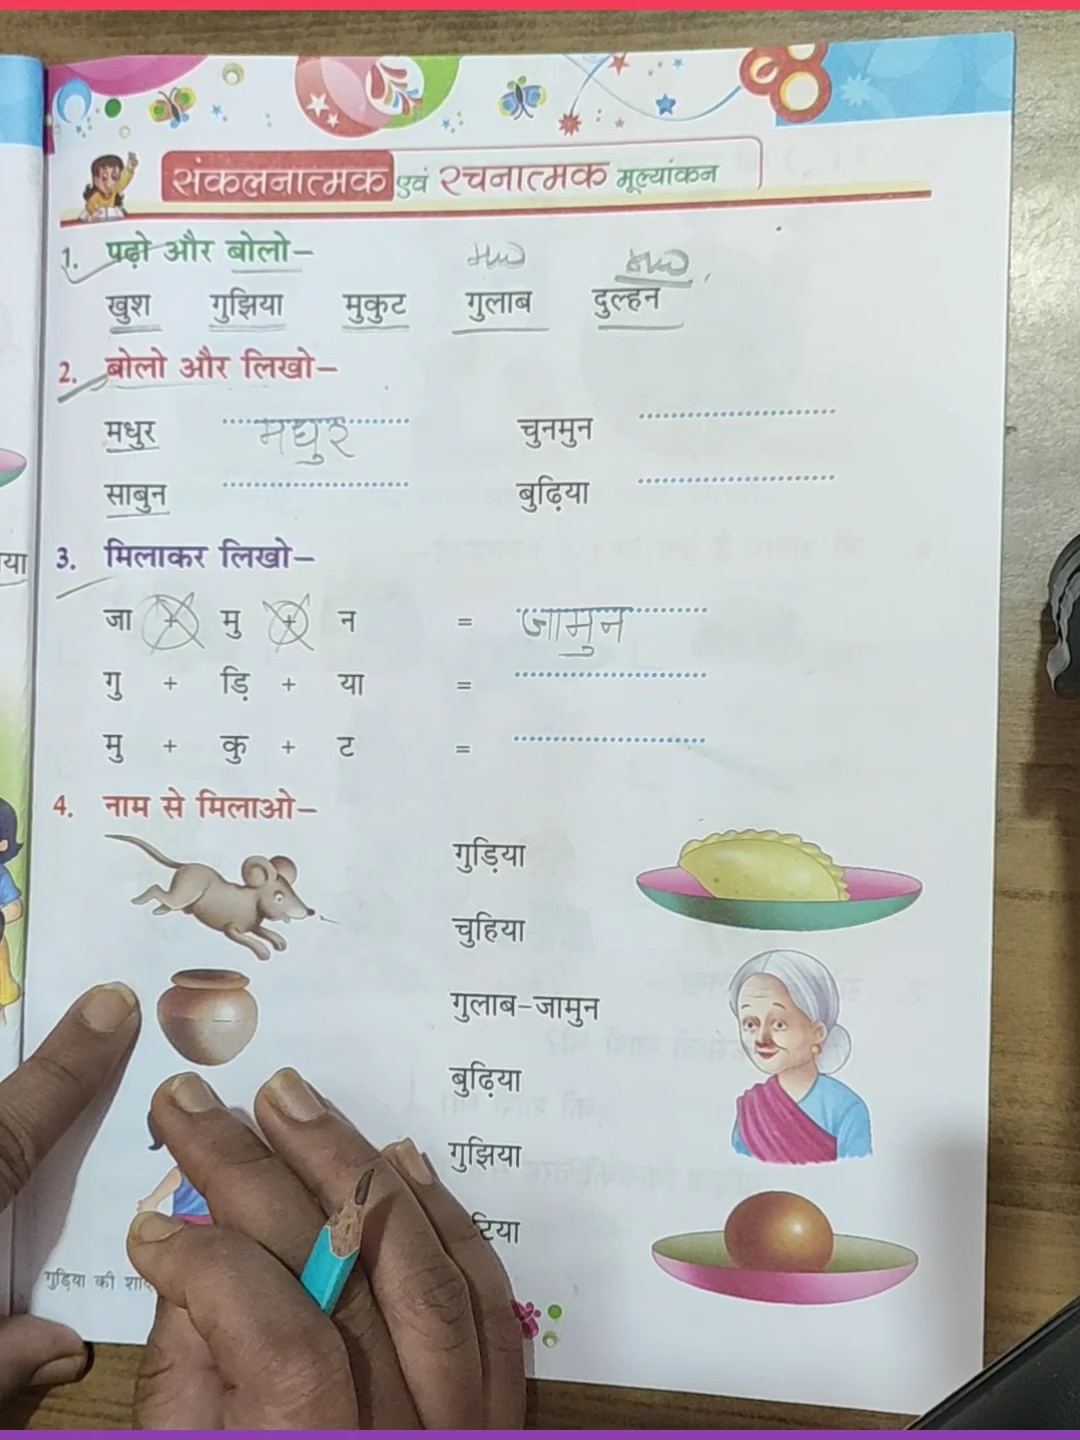 संकलनात्मक एवं रचनात्मक मूल्यांकन
1. पढ़ो और बोलो–
खुश गुझिया मुकुट गुलाब दुल्हन
2. बोलो और लिखो–
मधुर मधुर चुनमुन
साबुन बुढ़िया
3. मिलाकर लिखो–
जा + मु + न = जामुन
गु + ड़ि + या =
मु + कु + ट =
4. नाम से मिलाओ–
गुड़िया
चुहिया
गुलाब-जामुन
बुढ़िया
गुझिया
टिया
गुड़िया की